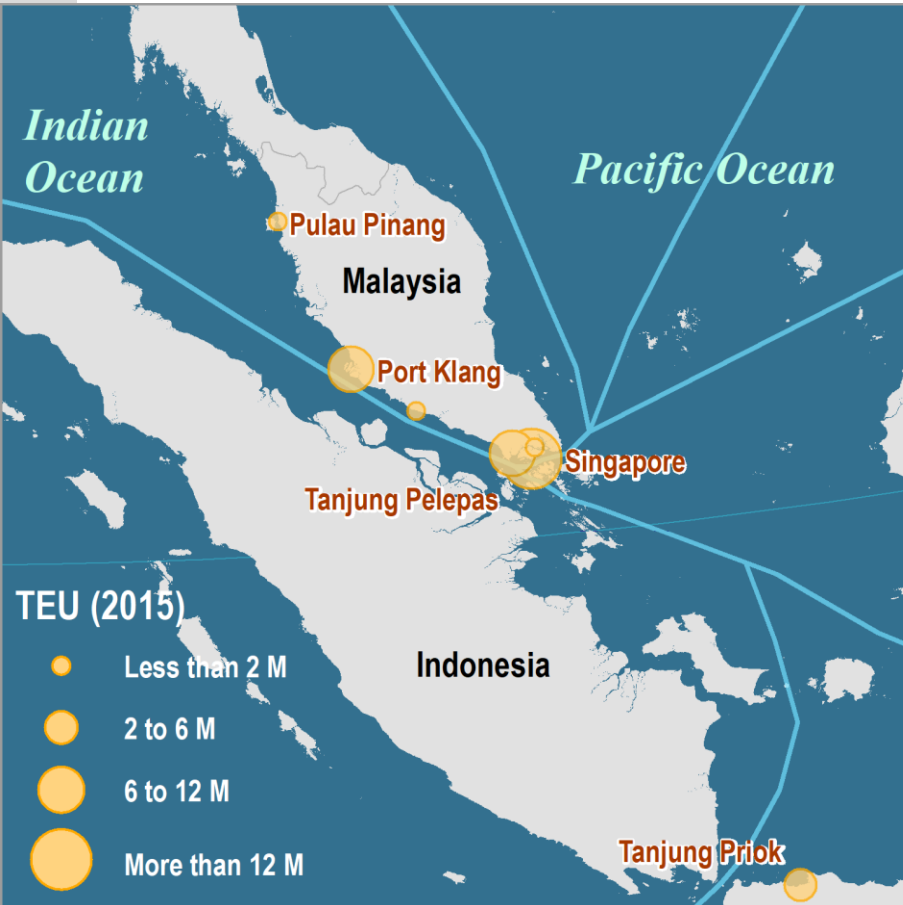 Indian
Ocean
Pacific Ocean
Pulau Pinang
Malaysia
Port Klang
Singapore
Tanjung Pelepas
TEU (2015)
Less than 2 M
Indonesia
2 to 6 M
6 to 12 M
Tanjung Priok
More than 12 M